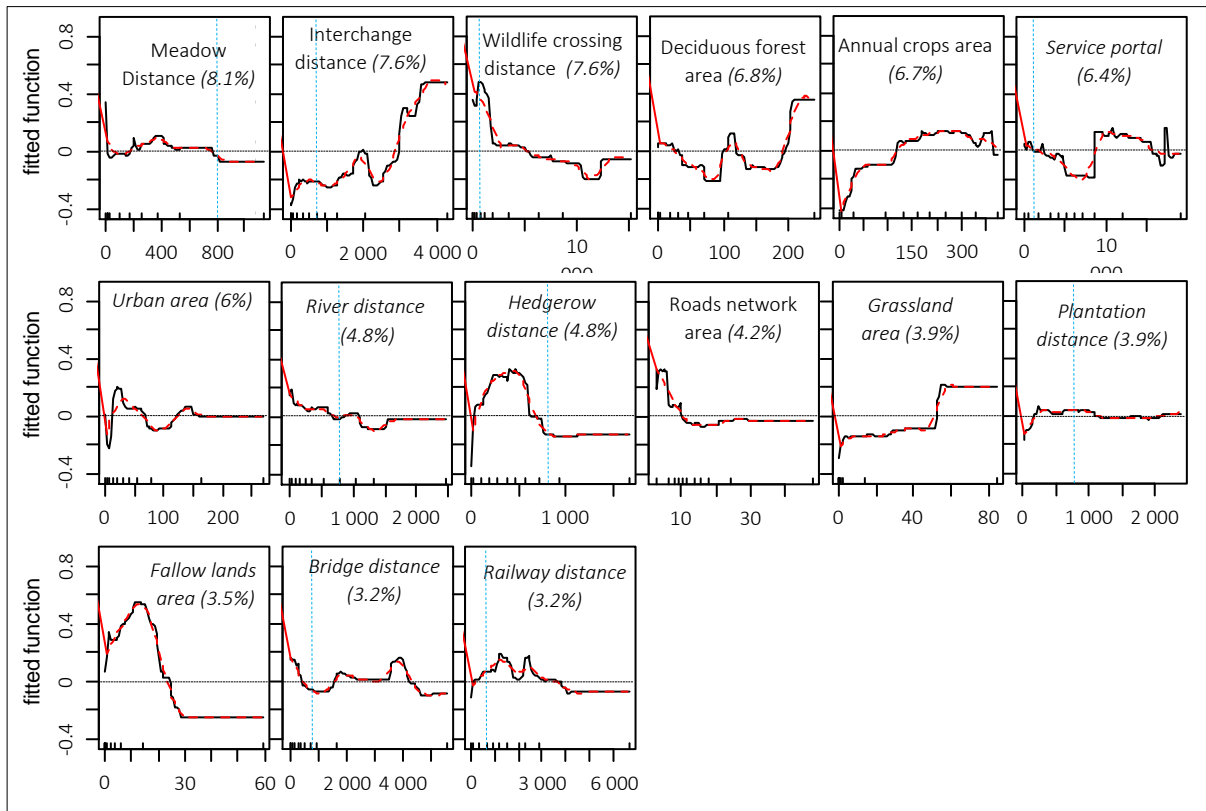 fitted function
0.8
0.4
0
-0.4
Meadow
Distance (8.1%)
0 400 800
Interchange
distance (7.6%)
0 2 000 4 000
Wildlife crossing
distance (7.6%)
0 10
Deciduous forest
area (6.8%)
0 100 200
Annual crops area
(6.7%)
0 150 300
Service portal
(6.4%)
0 10
fitted function
0.8
0.4
0
-0.4
Urban area (6%)
0 100 200
River distance
(4.8%)
0 1 000 2 000
Hedgerow
distance (4.8%)
0 1 000
Roads network
area (4.2%)
10 30
Grassland
area (3.9%)
0 40 80
Plantation
distance (3.9%)
0 1 000 2 000
fitted function
0.8
0.4
0
-0.4
Fallow lands
area (3.5%)
0 30 60
Bridge distance
(3.2%)
0 2 000 4 000
Railway distance
(3.2%)
0 2 000 6 000